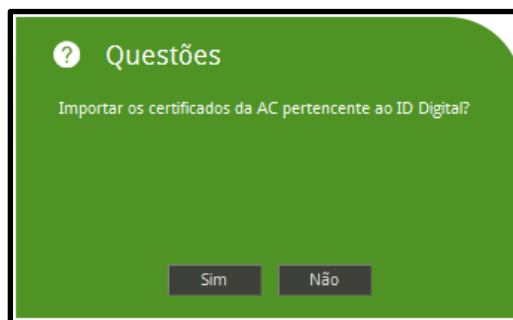 ? Questões
Importar os certificados da AC pertencente ao ID Digital?
Sim Não